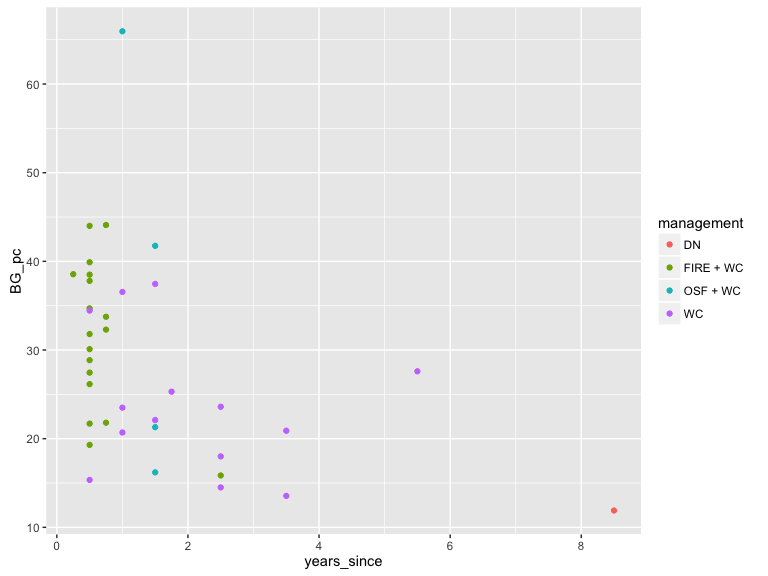 BG_pc
60
50
40
30
20
10
0
2
4
6
8
years_since
management
DN
FIRE + WC
OSF + WC
WC